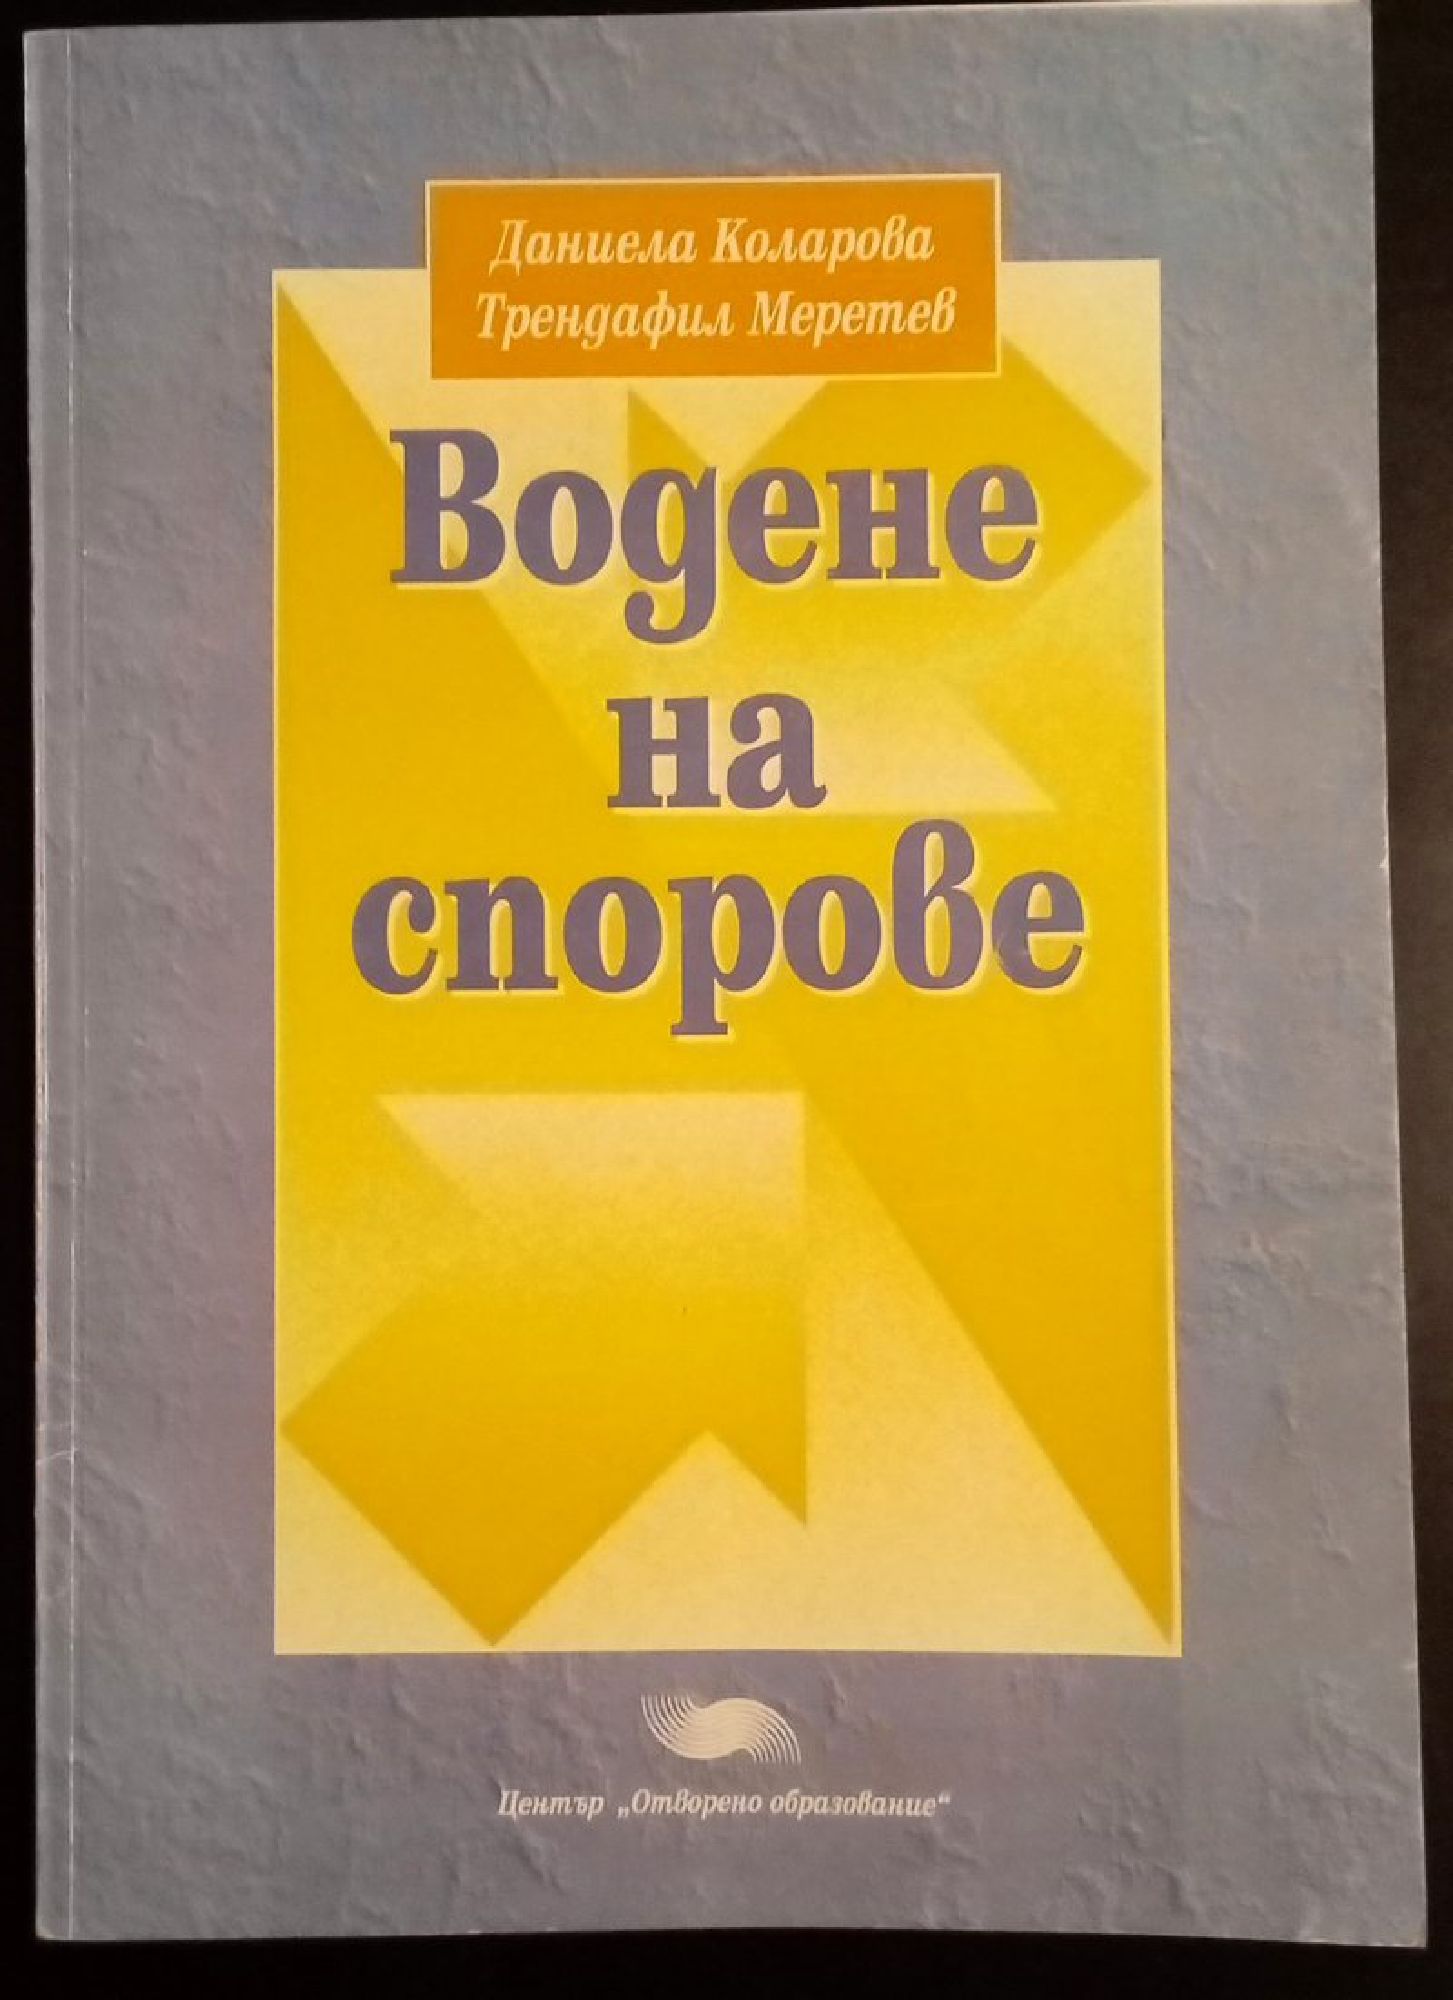 Даниела Коларова
Трендафил Меретев
Водене
на
спорове
Център „Отворено образование“